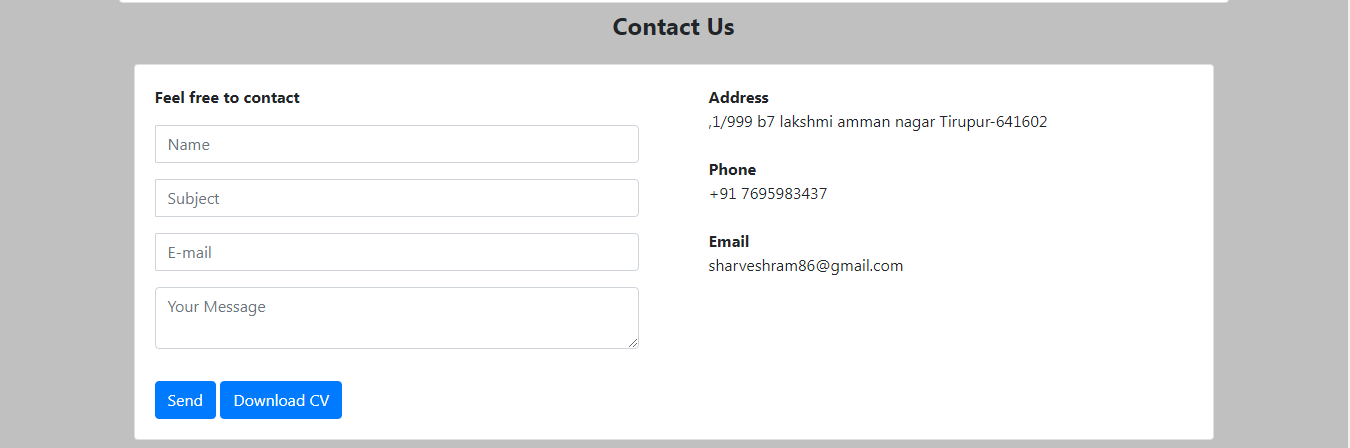 Contact Us
Feel free to contact
Name
Subject
E-mail
Your Message
Send
Download CV
Address
,1/999 b7 lakshmi amman nagar Tirupur-641602
Phone
+91 7695983437
Email
sharveshram86@gmail.com